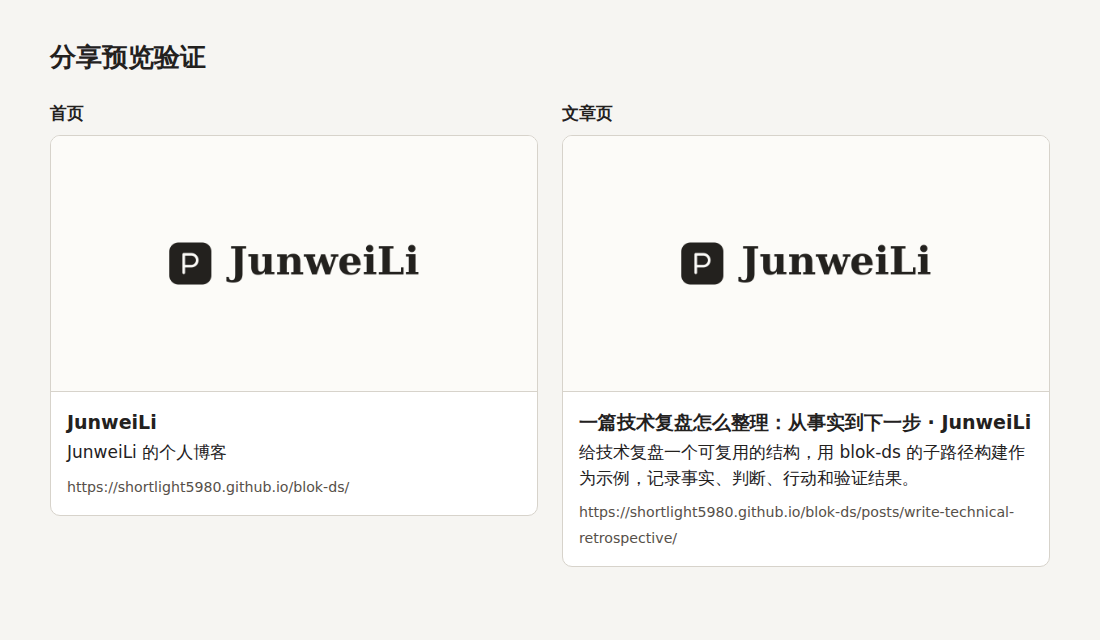 分享预览验证
首页
P JunweiLi
JunweiLi
JunweiLi 的个人博客
https://shortlight5980.github.io/blok-ds/
文章页
P JunweiLi
一篇技术复盘怎么整理：从事实到下一步 · JunweiLi
给技术复盘一个可复用的结构，用 blok-ds 的子路径构建作
为示例，记录事实、判断、行动和验证结果。
https://shortlight5980.github.io/blok-ds/posts/write-technical-
retrospective/